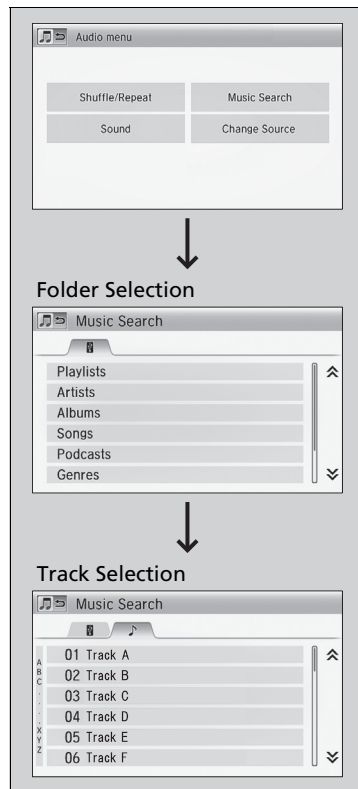 Audio menu
Shuffle/Repeat Music Search
Sound Change Source
Folder Selection
Music Search
Playlists
Artists
Albums
Songs
Podcasts
Genres
Track Selection
Music Search
A
B
C
.
.
.
X
Y
Z
01 Track A
02 Track B
03 Track C
04 Track D
05 Track E
06 Track F